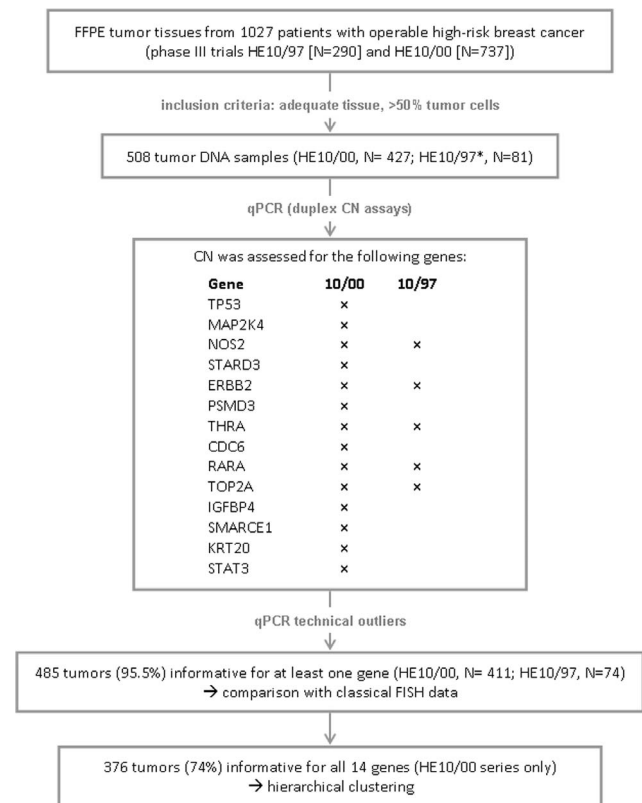 FFPE tumor tissues from 1027 patients with operable high-risk breast cancer
(phase III trials HE10/97 [N=290] and HE10/00 [N=737])
inclusion criteria: adequate tissue, >50% tumor cells
508 tumor DNA samples (HE10/00, N= 427; HE10/97*, N=81)
qPCR (duplex CN assays)
CN was assessed for the following genes:
Gene 10/00 10/97
TP53 ×
MAP2K4 ×
NOS2 × ×
STARD3 ×
ERBB2 × ×
PSMD3 ×
THRA × ×
CDC6 ×
RARA × ×
TOP2A × ×
IGFBP4 ×
SMARCE1 ×
KRT20 ×
STAT3 ×
qPCR technical outliers
485 tumors (95.5%) informative for at least one gene (HE10/00, N= 411; HE10/97, N=74)
→ comparison with classical FISH data
376 tumors (74%) informative for all 14 genes (HE10/00 series only)
→ hierarchical clustering